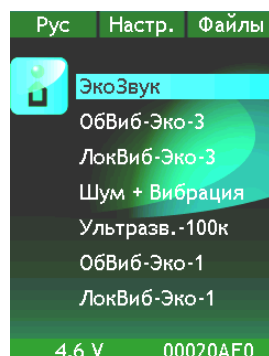 Рус Настр. Файлы
ЭкоЗвук
ОбВиб-Эко-3
ЛокВиб-Эко-3
Шум + Вибрация
Ультразв.-100к
ОбВиб-Эко-1
ЛокВиб-Эко-1
4.6 V 00020AF0